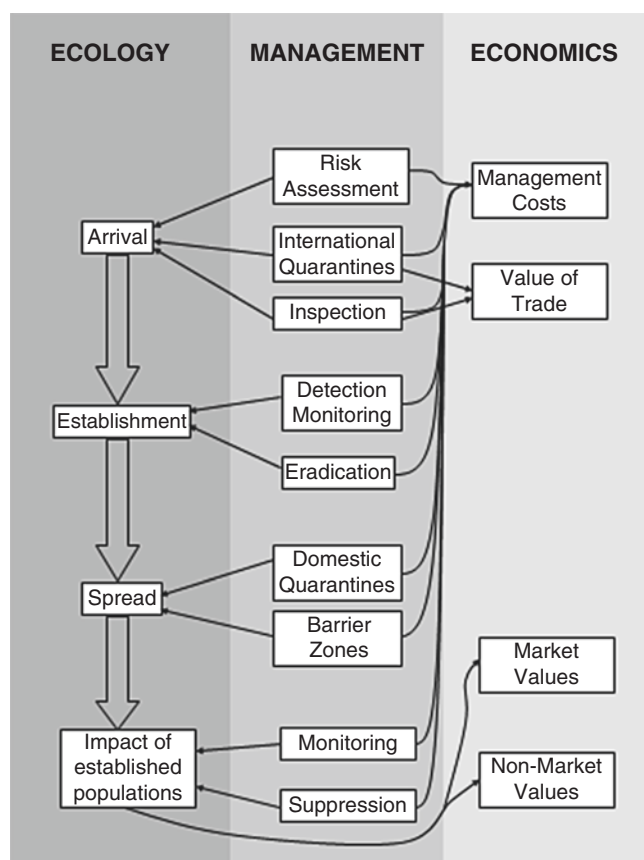 ECOLOGY
MANAGEMENT
ECONOMICS
Risk
Assessment
Management
Costs
Arrival
International
Quarantines
Value of
Trade
Inspection
Detection
Monitoring
Establishment
Eradication
Domestic
Quarantines
Spread
Barrier
Zones
Market
Values
Impact of
established
populations
Monitoring
Non-Market
Values
Suppression